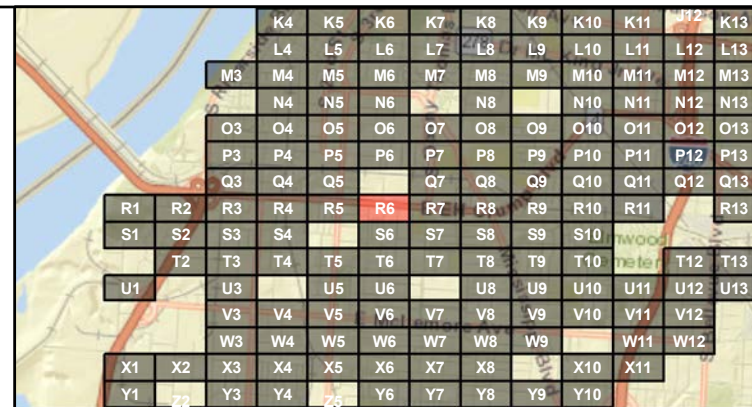 K4 K5 K6 K7 K8 K9 K10 K11 J12 K13
L4 L5 L6 L7 L8 L9 L10 L11 L12 L13
M3 M4 M5 M6 M7 M8 M9 M10 M11 M12 M13
N4 N5 N6 N8 N10 N11 N12 N13
O3 O4 O5 O6 O7 O8 O9 O10 O11 O12 O13
P3 P4 P5 P6 P7 P8 P9 P10 P11 P12 P13
Q3 Q4 Q5 Q7 Q8 Q9 Q10 Q11 Q12 Q13
R1 R2 R3 R4 R5 R6 R7 R8 R9 R10 R11 R13
S1 S2 S3 S4 S6 S7 S8 S9 S10
T2 T3 T4 T5 T6 T7 T8 T9 T10 T12 T13
U1 U3 U5 U6 U8 U9 U10 U11 U12 U13
V3 V4 V5 V6 V7 V8 V9 V10 V11 V12
W3 W4 W5 W6 W7 W8 W9 W11 W12
X1 X2 X3 X4 X5 X6 X7 X8 X10 X11
Y1 Y3 Y4 Y6 Y7 Y8 Y9 Y10
Z2 Z5